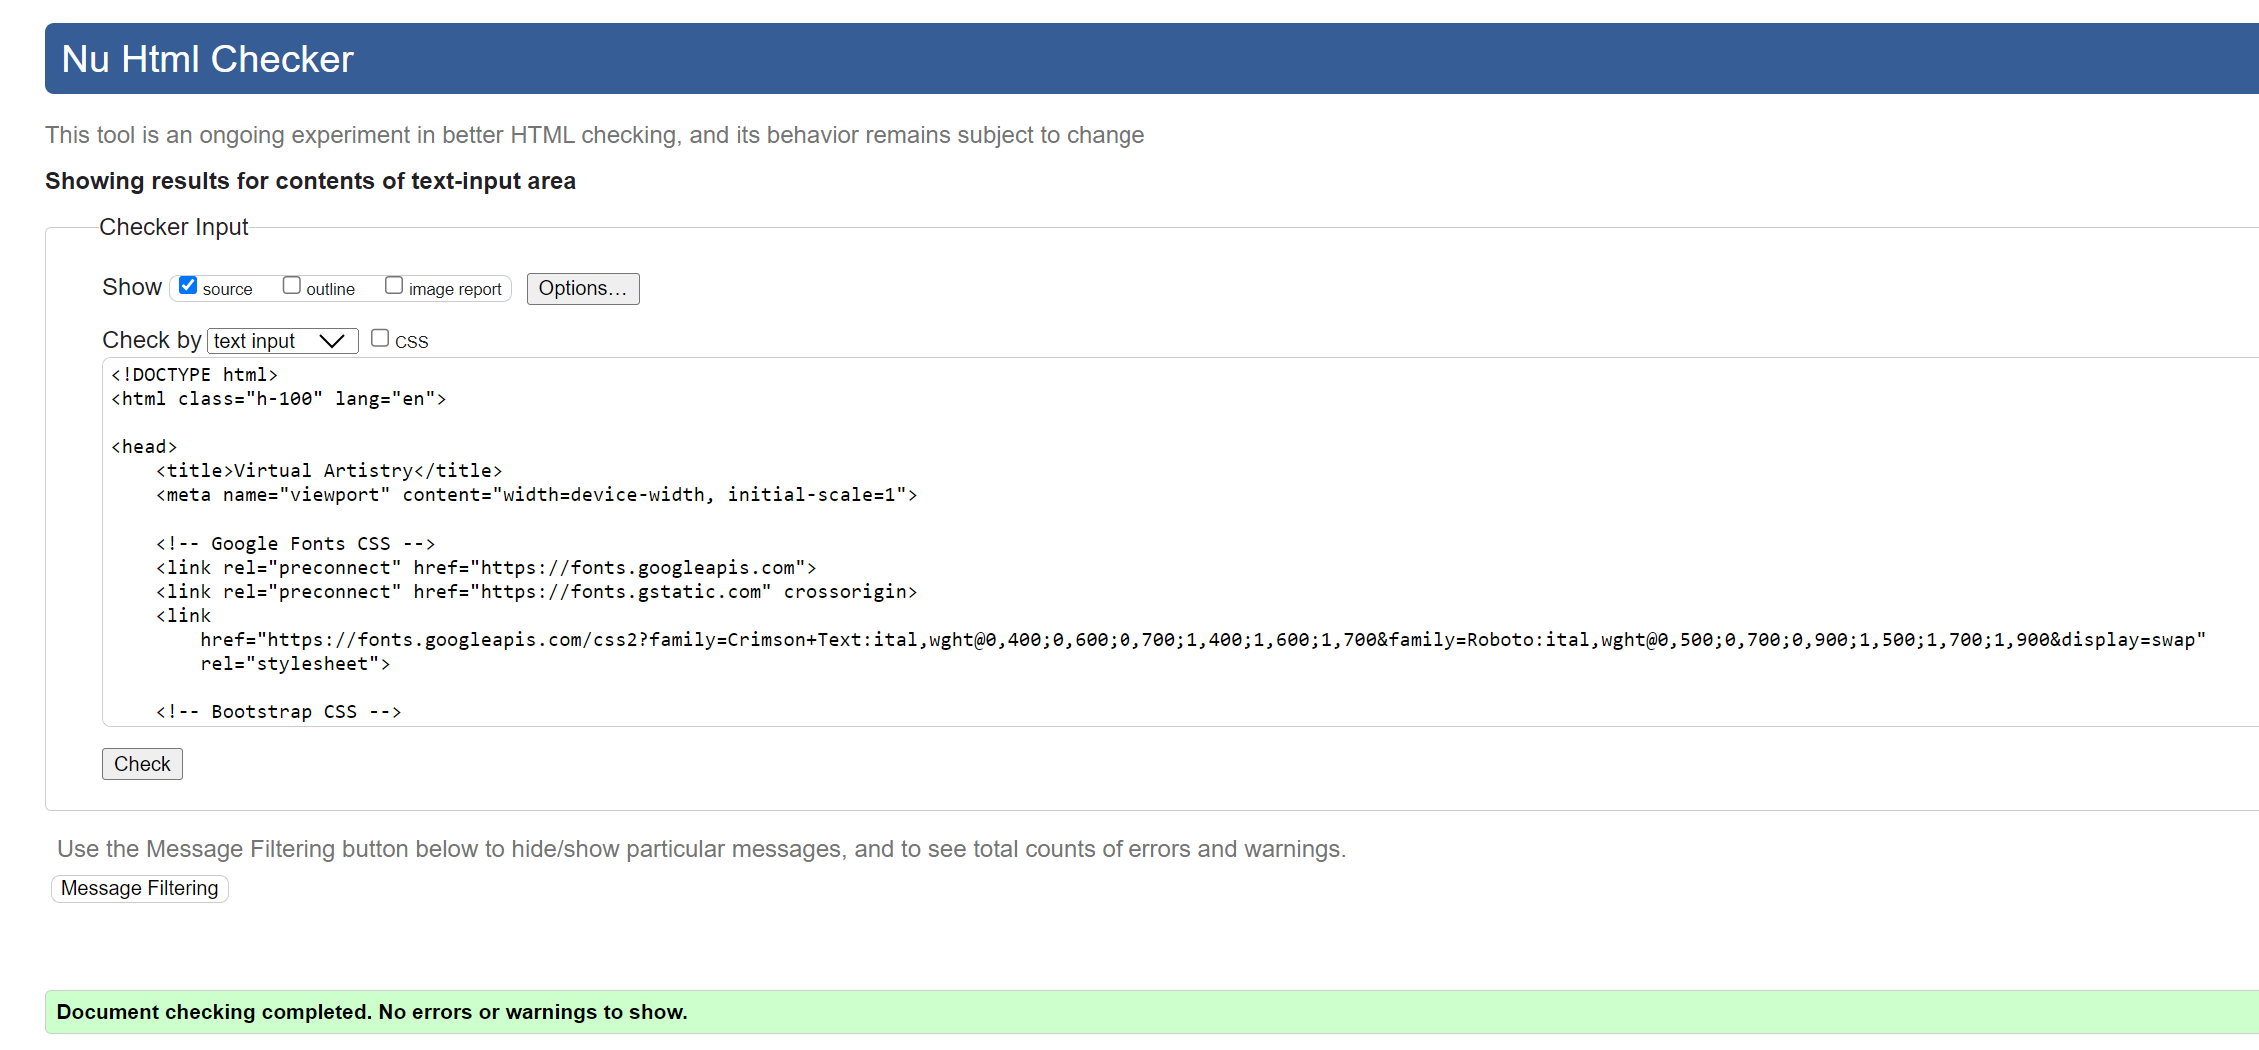 Nu Html Checker
This tool is an ongoing experiment in better HTML checking, and its behavior remains subject to change
Showing results for contents of text-input area
Checker Input
Show source outline image report Options...
Check by text input CSS
<!DOCTYPE html>
<html class="h-100" lang="en">
<head>
    <title>Virtual Artistry</title>
    <meta name="viewport" content="width=device-width, initial-scale=1">
    <!-- Google Fonts CSS -->
    <link rel="preconnect" href="https://fonts.googleapis.com">
    <link rel="preconnect" href="https://fonts.gstatic.com" crossorigin>
    <link
        href="https://fonts.googleapis.com/css2?family=Crimson+Text:ital,wght@0,400;0,600;0,700;1,400;1,600;1,700&family=Roboto:ital,wght@0,500;0,700;0,900;1,500;1,700;1,900&display=swap"
        rel="stylesheet">
    <!-- Bootstrap CSS -->
Check
Use the Message Filtering button below to hide/show particular messages, and to see total counts of errors and warnings.
Message Filtering
Document checking completed. No errors or warnings to show.